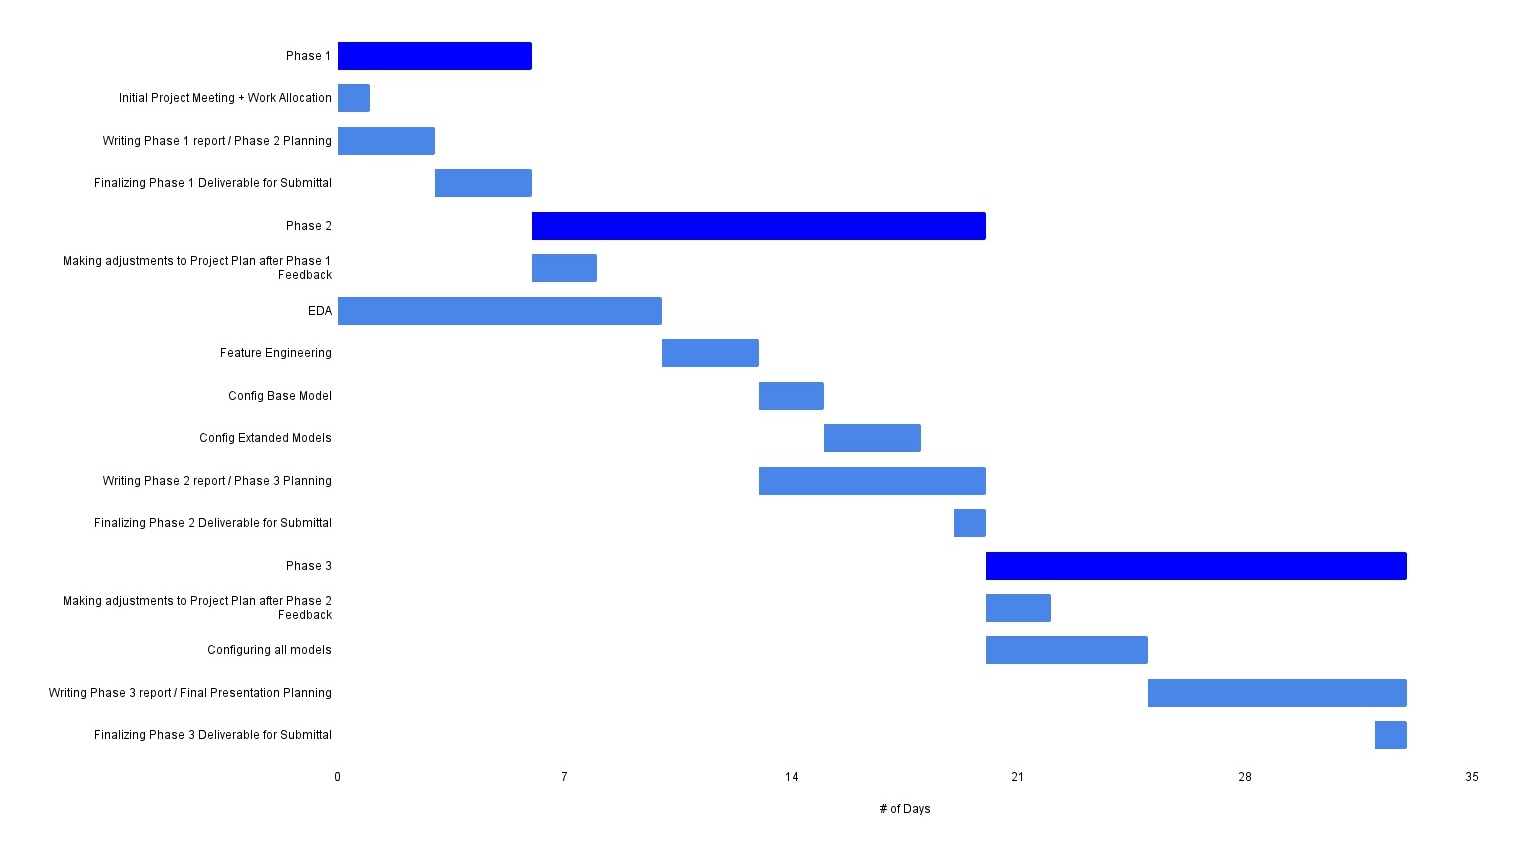 Phase 1
Initial Project Meeting + Work Allocation
Writing Phase 1 report / Phase 2 Planning
Finalizing Phase 1 Deliverable for Submittal
Phase 2
Making adjustments to Project Plan after Phase 1
Feedback
EDA
Feature Engineering
Config Base Model
Config Extanded Models
Writing Phase 2 report / Phase 3 Planning
Finalizing Phase 2 Deliverable for Submittal
Phase 3
Making adjustments to Project Plan after Phase 2
Feedback
Configuring all models
Writing Phase 3 report / Final Presentation Planning
Finalizing Phase 3 Deliverable for Submittal
0 7 14 21 28 35
# of Days